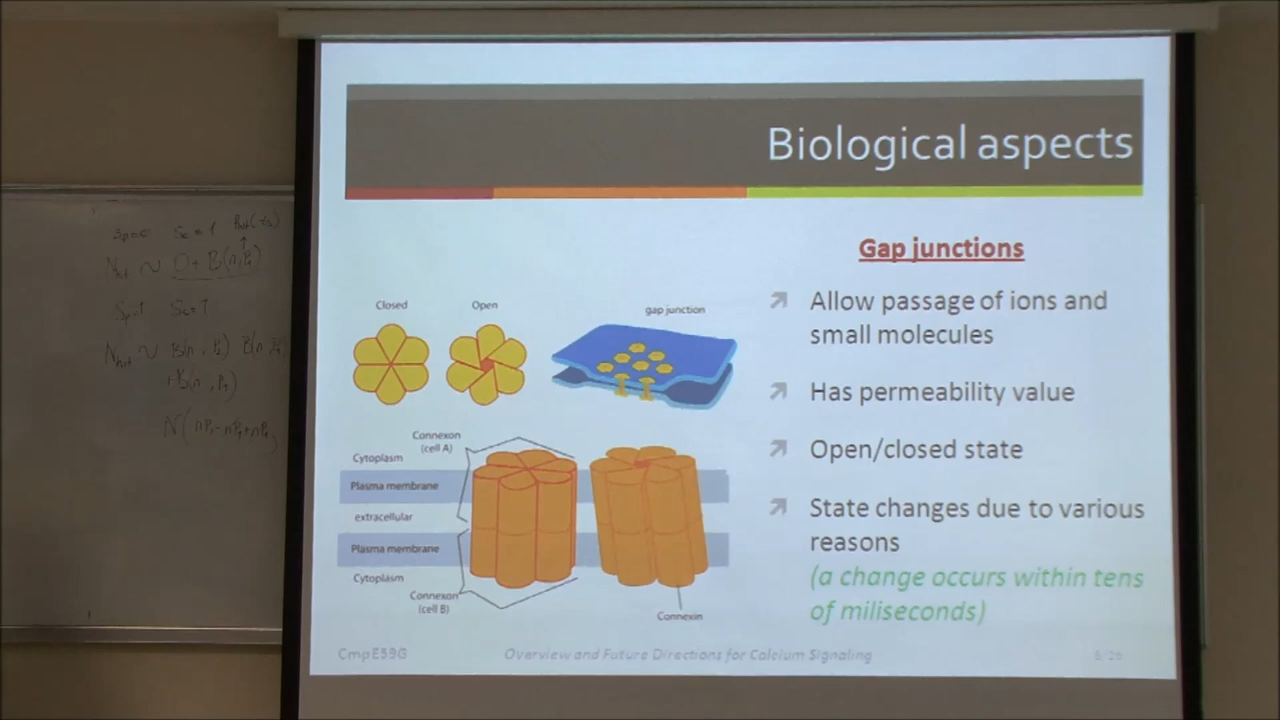 Biological aspects
Gap junctions
Allow passage of ions and
small molecules
Has permeability value
Open/closed state
State changes due to various
reasons
(a change occurs within tens
of miliseconds)
Closed
Open
gap junction
Connexon
(cell A)
Cytoplasm
Plasma membrane
extracellular
Plasma membrane
Cytoplasm
Connexon
(cell B)
Connexin
CmpE59G
Overview and Future Directions for Calcium Signaling